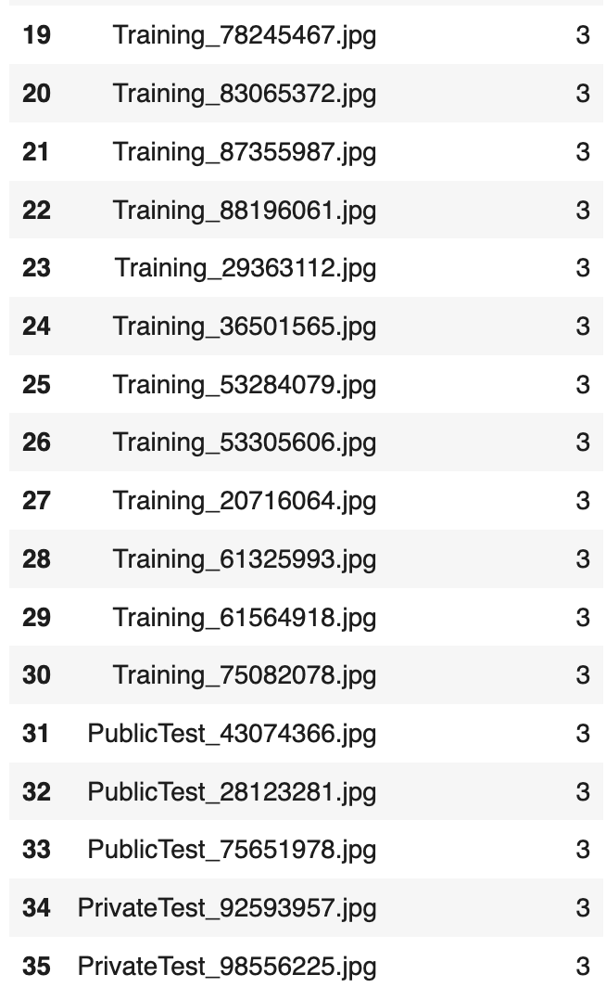 19 Training_78245467.jpg 3
20 Training_83065372.jpg 3
21 Training_87355987.jpg 3
22 Training_88196061.jpg 3
23 Training_29363112.jpg 3
24 Training_36501565.jpg 3
25 Training_53284079.jpg 3
26 Training_53305606.jpg 3
27 Training_20716064.jpg 3
28 Training_61325993.jpg 3
29 Training_61564918.jpg 3
30 Training_75082078.jpg 3
31 PublicTest_43074366.jpg 3
32 PublicTest_28123281.jpg 3
33 PublicTest_75651978.jpg 3
34 PrivateTest_92593957.jpg 3
35 PrivateTest_98556225.jpg 3